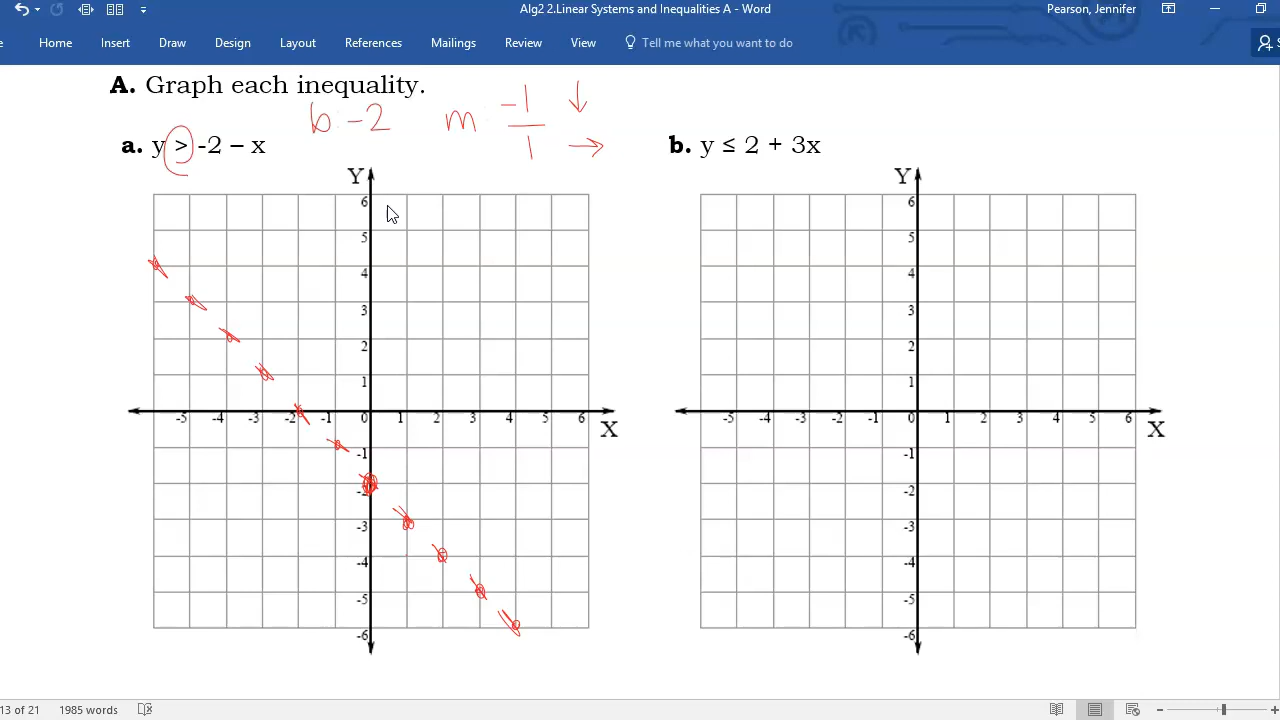 Alg2 2.Linear Systems and Inequalities A - Word
Pearson, Jennifer
Home Insert Draw Design Layout References Mailings Review View Tell me what you want to do
A. Graph each inequality.
b: -2 m: -1/1 ↓ →
a. y > -2 – x
b. y ≤ 2 + 3x
Y
6
5
4
3
2
1
-5 -4 -3 -2 -1 0 1 2 3 4 5 6
X
-1
-2
-3
-4
-5
-6
Y
6
5
4
3
2
1
-5 -4 -3 -2 -1 0 1 2 3 4 5 6
X
-1
-2
-3
-4
-5
-6
13 of 21 1985 words